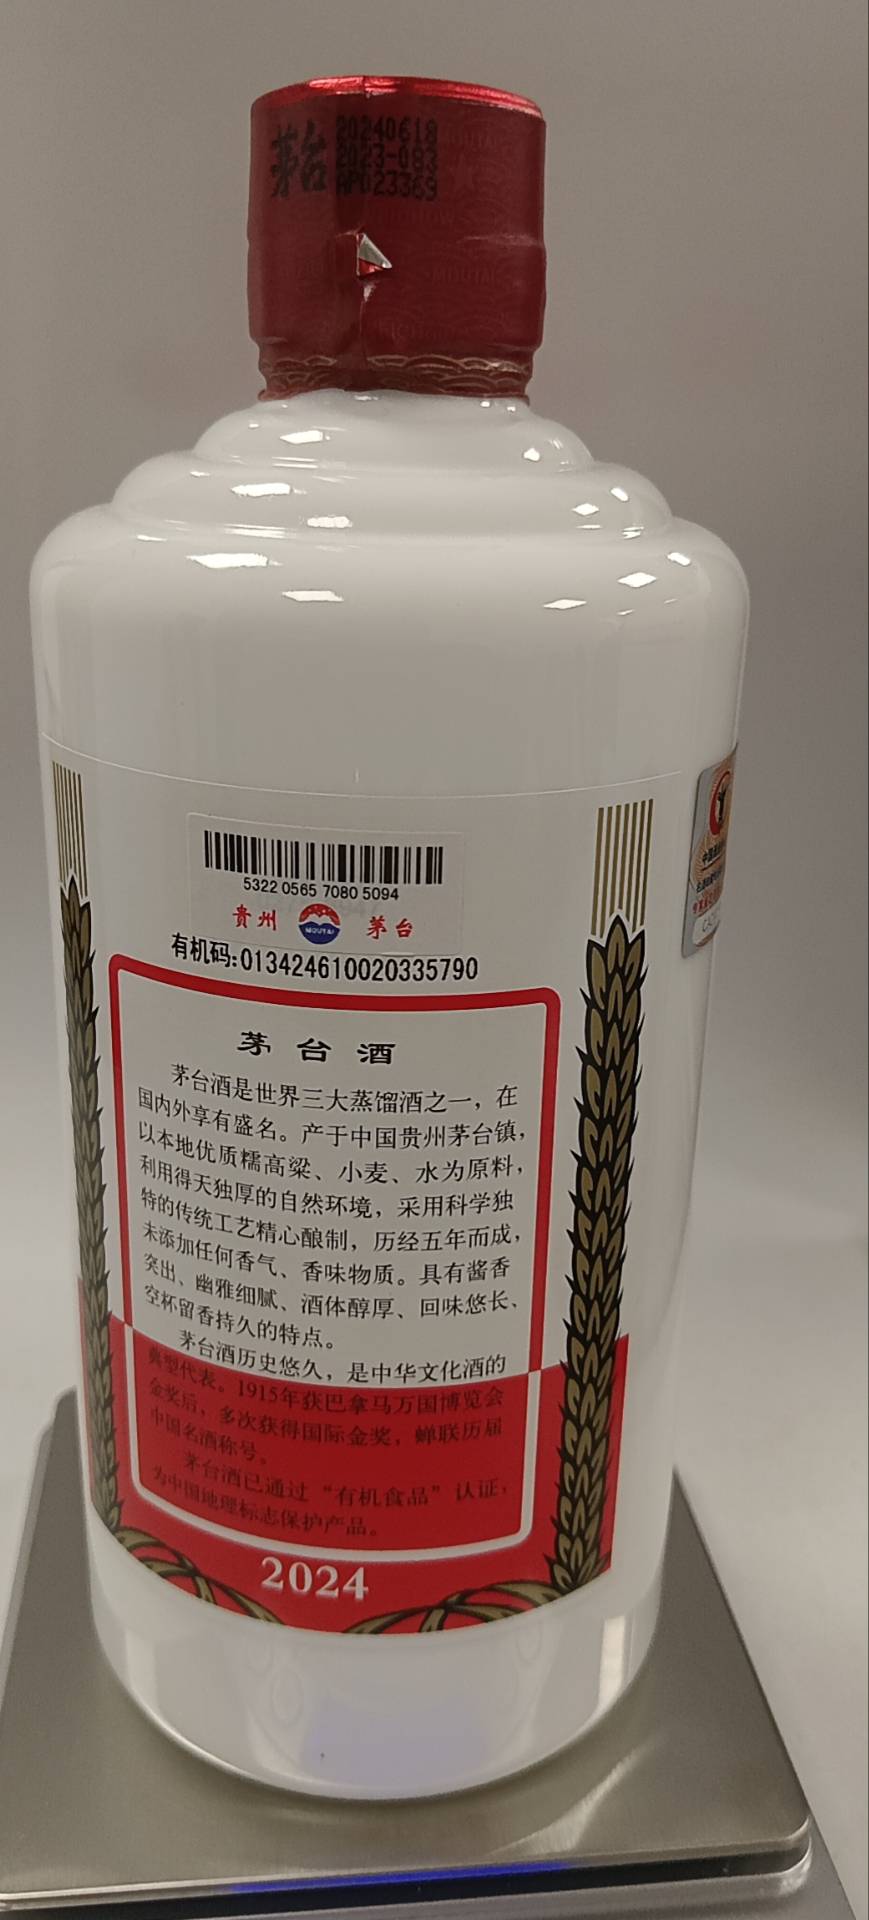 茅台
20240618
2023-083
AP023369
MOUTAI
5322 0565 7080 5094
贵州
MOUTAI
茅台
有机码:013424610020335790
茅台酒
茅台酒是世界三大蒸馏酒之一，在
国内外享有盛名。产于中国贵州茅台镇，
以本地优质糯高粱、小麦、水为原料，
利用得天独厚的自然环境，采用科学独
特的传统工艺精心酿制，历经五年而成，
未添加任何香气、香味物质。具有酱香
突出、幽雅细腻、酒体醇厚、回味悠长、
空杯留香持久的特点。
茅台酒历史悠久，是中华文化酒的
典型代表。1915年获巴拿马万国博览会
金奖后，多次获得国际金奖，蝉联历届
中国名酒称号。
茅台酒已通过“有机食品”认证，
为中国地理标志保护产品。
2024